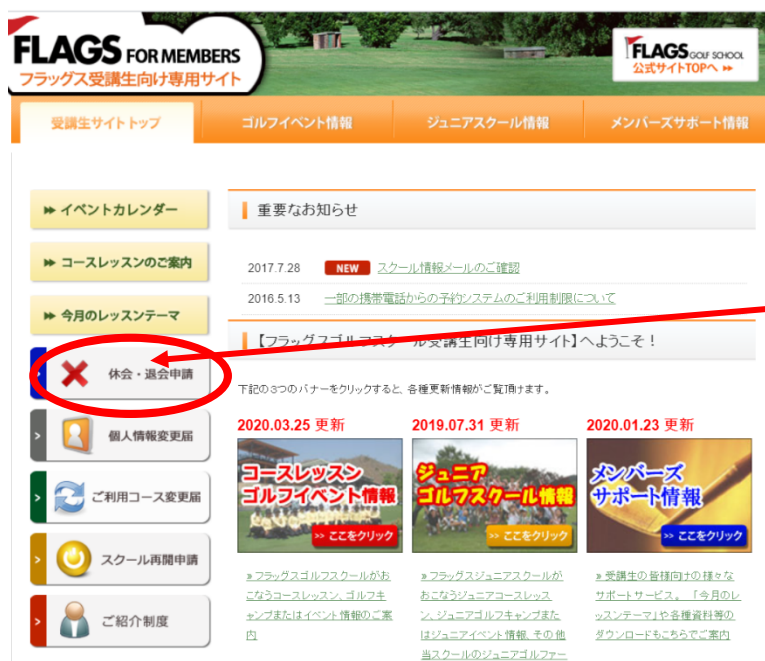 FLAGS FOR MEMBERS
フラッグス受講生向け専用サイト
FLAGS GOLF SCHOOL
公式サイトTOPへ
受講生サイトトップ
ゴルフイベント情報
ジュニアスクール情報
メンバーズサポート情報
イベントカレンダー
コースレッスンのご案内
今月のレッスンテーマ
休会・退会申請
個人情報変更届
ご利用コース変更届
スクール再開申請
ご紹介制度
重要なお知らせ
2017.7.28 NEW スクール情報メールのご確認
2016.5.13 一部の携帯電話からの予約システムのご利用制限について
【フラッグスゴルフスクール受講生向け専用サイト】へようこそ！
下記の3つのバナーをクリックすると、各種更新情報がご覧頂けます。
2020.03.25 更新
コースレッスン
ゴルフイベント情報
>> ここをクリック
» フラッグスゴルフスクールがお
こなうコースレッスン、ゴルフキ
ャンプまたはイベント情報のご案
内
2019.07.31 更新
ジュニア
ゴルフスクール情報
>> ここをクリック
» フラッグスジュニアスクールが
おこなうジュニアコースレッス
ン、ジュニアゴルフキャンプまた
はジュニアイベント情報、その他
当スクールのジュニアゴルファー
2020.01.23 更新
メンバーズ
サポート情報
>> ここをクリック
» 受講生の皆様向けの様々な
サポートサービス。 「今月のレ
ッスンテーマ」や各種資料等の
ダウンロードもこちらでご案内